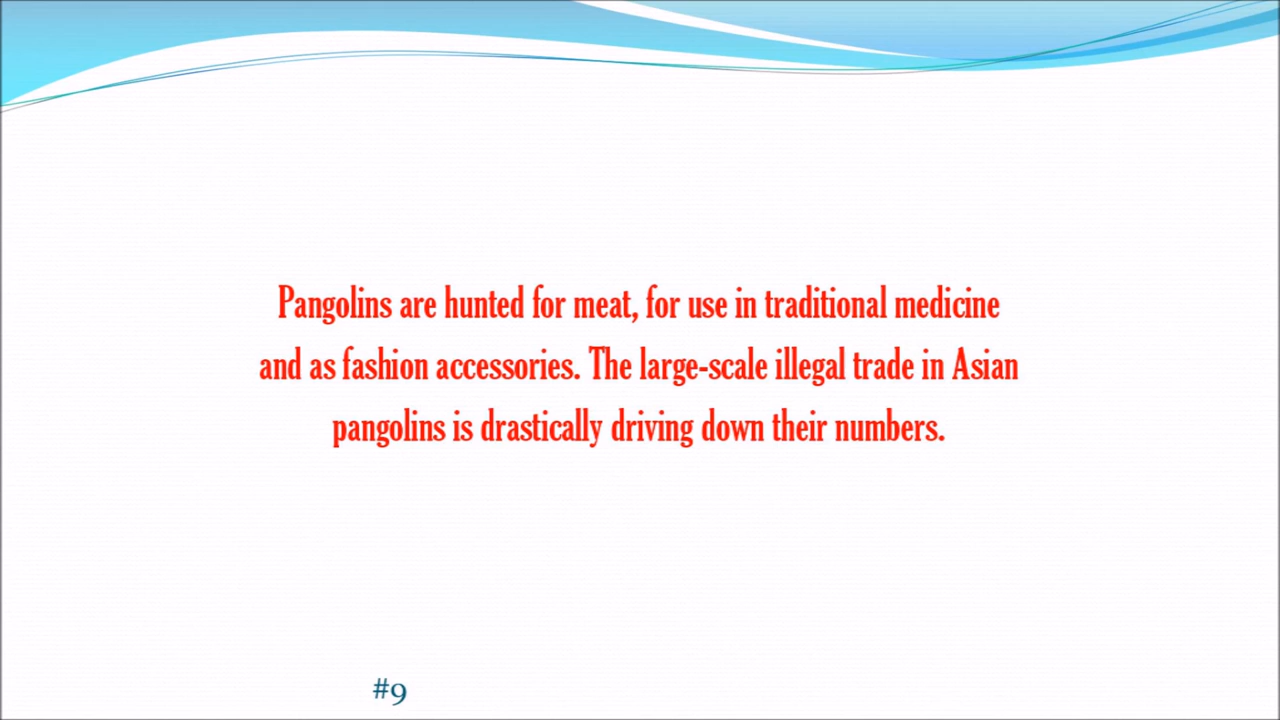 Pangolins are hunted for meat, for use in traditional medicine
and as fashion accessories. The large-scale illegal trade in Asian
pangolins is drastically driving down their numbers.
#9